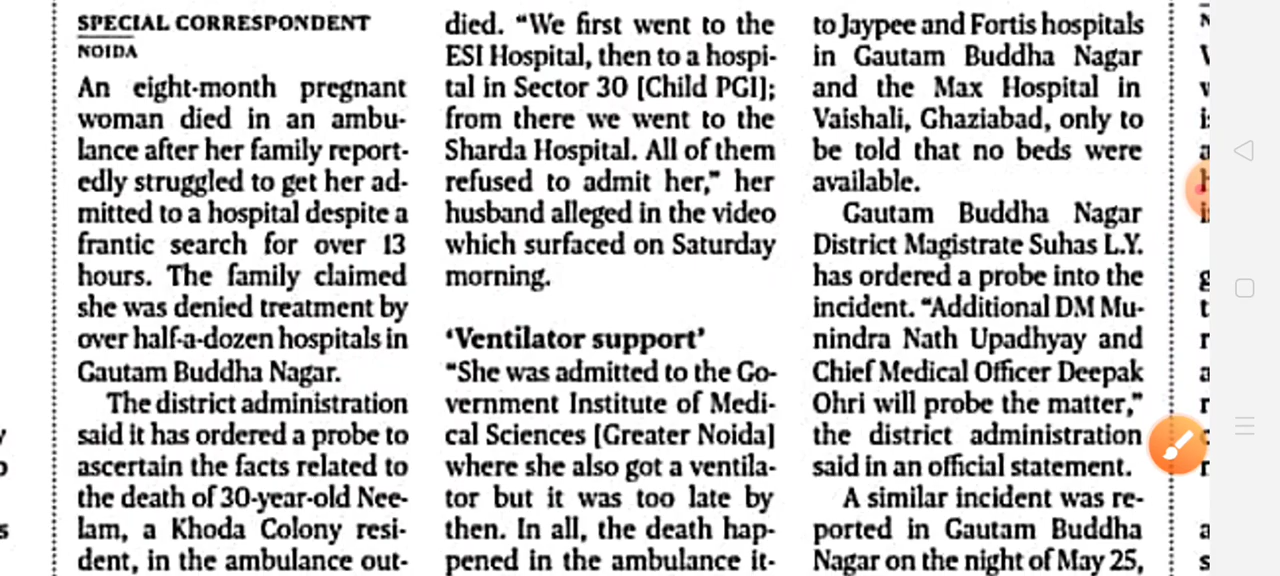 SPECIAL CORRESPONDENT
NOIDA
An eight-month pregnant
woman died in an ambu-
lance after her family report-
edly struggled to get her ad-
mitted to a hospital despite a
frantic search for over 13
hours. The family claimed
she was denied treatment by
over half-a-dozen hospitals in
Gautam Buddha Nagar.
The district administration
said it has ordered a probe to
ascertain the facts related to
the death of 30-year-old Nee-
lam, a Khoda Colony resi-
dent, in the ambulance out-
died. “We first went to the
ESI Hospital, then to a hospi-
tal in Sector 30 [Child PGI];
from there we went to the
Sharda Hospital. All of them
refused to admit her,” her
husband alleged in the video
which surfaced on Saturday
morning.
‘Ventilator support’
“She was admitted to the Go-
vernment Institute of Medi-
cal Sciences [Greater Noida]
where she also got a ventila-
tor but it was too late by
then. In all, the death hap-
pened in the ambulance it-
to Jaypee and Fortis hospitals
in Gautam Buddha Nagar
and the Max Hospital in
Vaishali, Ghaziabad, only to
be told that no beds were
available.
Gautam Buddha Nagar
District Magistrate Suhas L.Y.
has ordered a probe into the
incident. “Additional DM Mu-
nindra Nath Upadhyay and
Chief Medical Officer Deepak
Ohri will probe the matter,”
the district administration
said in an official statement.
A similar incident was re-
ported in Gautam Buddha
Nagar on the night of May 25,